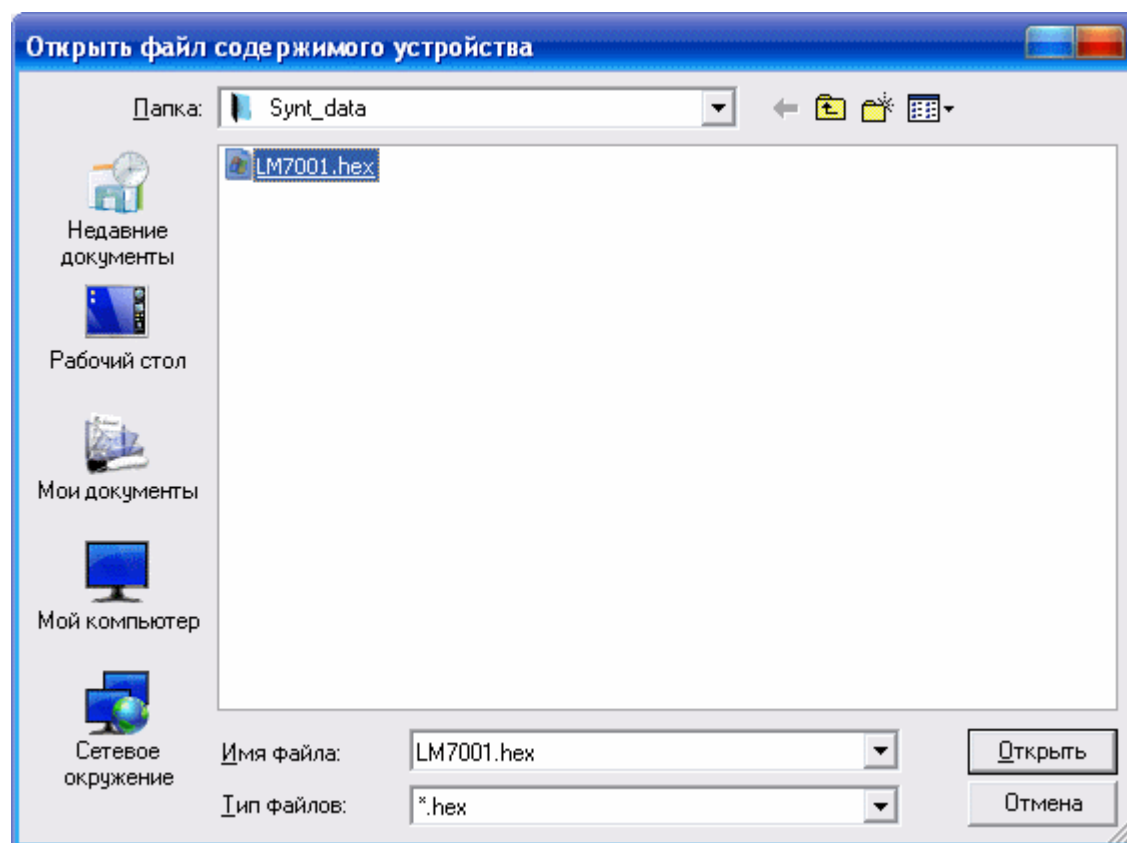 Открыть файл содержимого устройства
Папка:
Synt_data
LM7001.hex
Недавние
документы
Рабочий стол
Мои документы
Мой компьютер
Сетевое
окружение
Имя файла:
LM7001.hex
Открыть
Тип файлов:
*.hex
Отмена